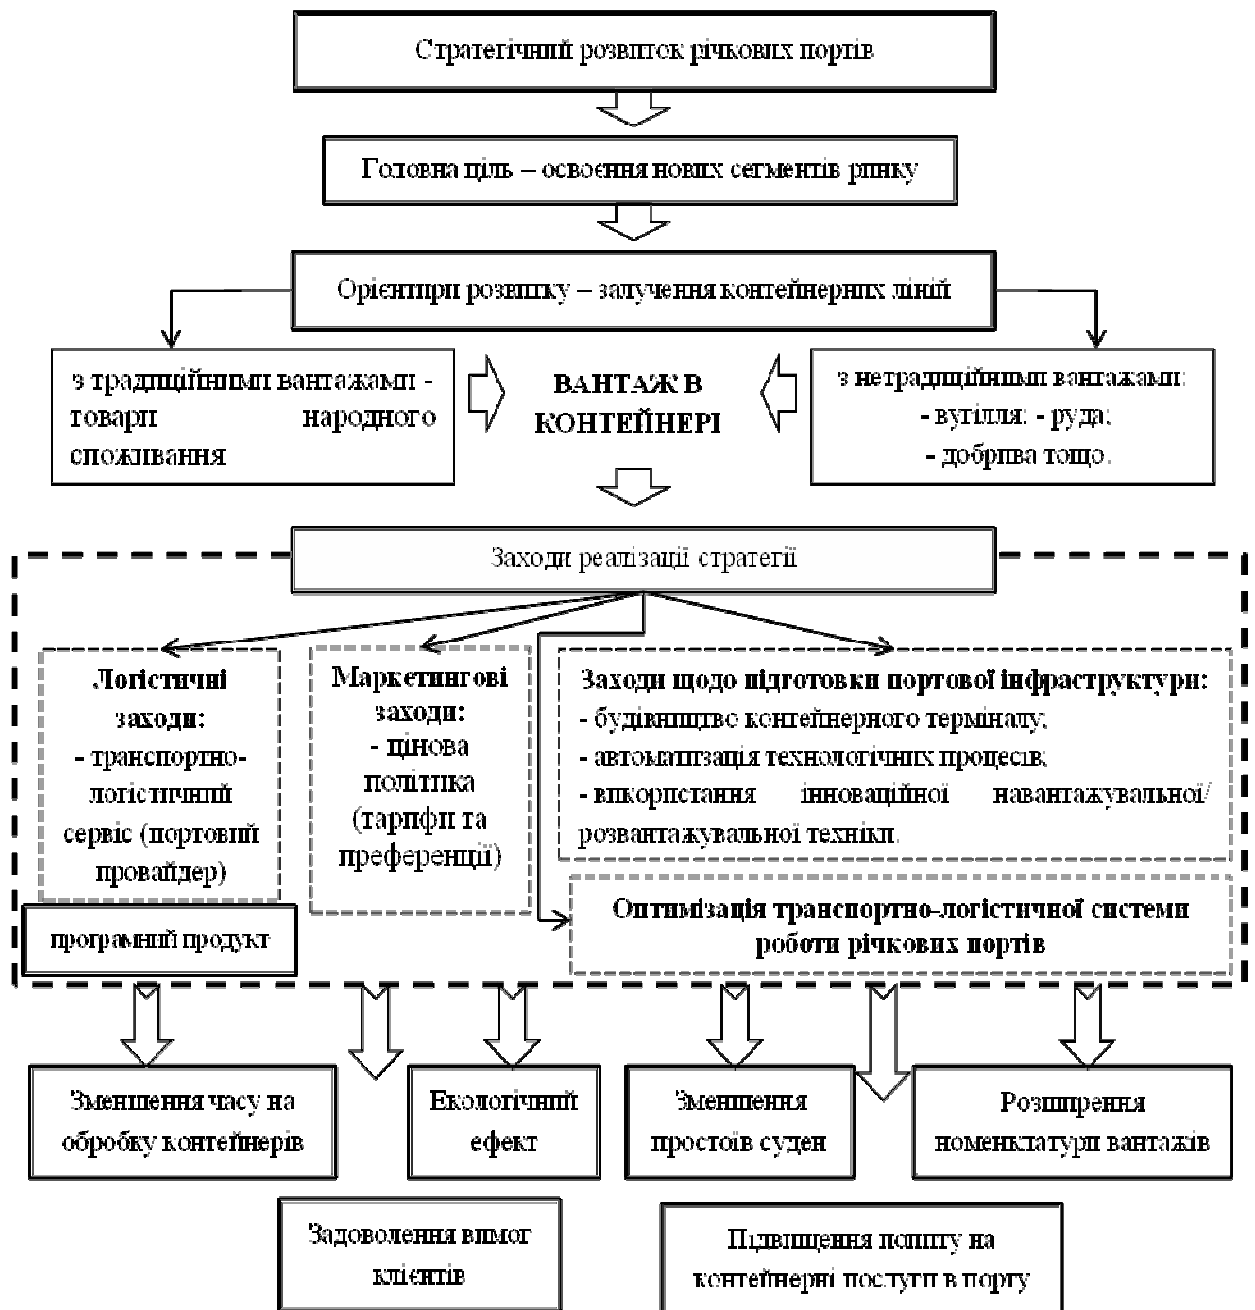 Стратегічний розвиток річкових портів
Головна ціль – освоєння нових сегментів ринку
Орієнтири розвитку – залучення контейнерних ліній
з традиційними вантажами -
товари народного
споживання
ВАНТАЖ В
КОНТЕЙНЕРІ
з нетрадиційними вантажами:
- вугілля; - руда;
- добрива тощо.
Заходи реалізації стратегії
Логістичні
заходи:
- транспортно-
логістичний
сервіс (портовий
провайдер)
програмний продукт
Маркетингові
заходи:
- цінова
політика
(тарифи та
преференції)
Заходи щодо підготовки портової інфраструктури:
- будівництво контейнерного терміналу;
- автоматизація технологічних процесів;
- використання інноваційної навантажувальної/
розвантажувальної техніки.
Оптимізація транспортно-логістичної системи
роботи річкових портів
Зменшення часу на
обробку контейнерів
Екологічний
ефект
Зменшення
простоїв суден
Розширення
номенклатури вантажів
Задоволення вимог
клієнтів
Підвищення попиту на
контейнерні послуги в порту